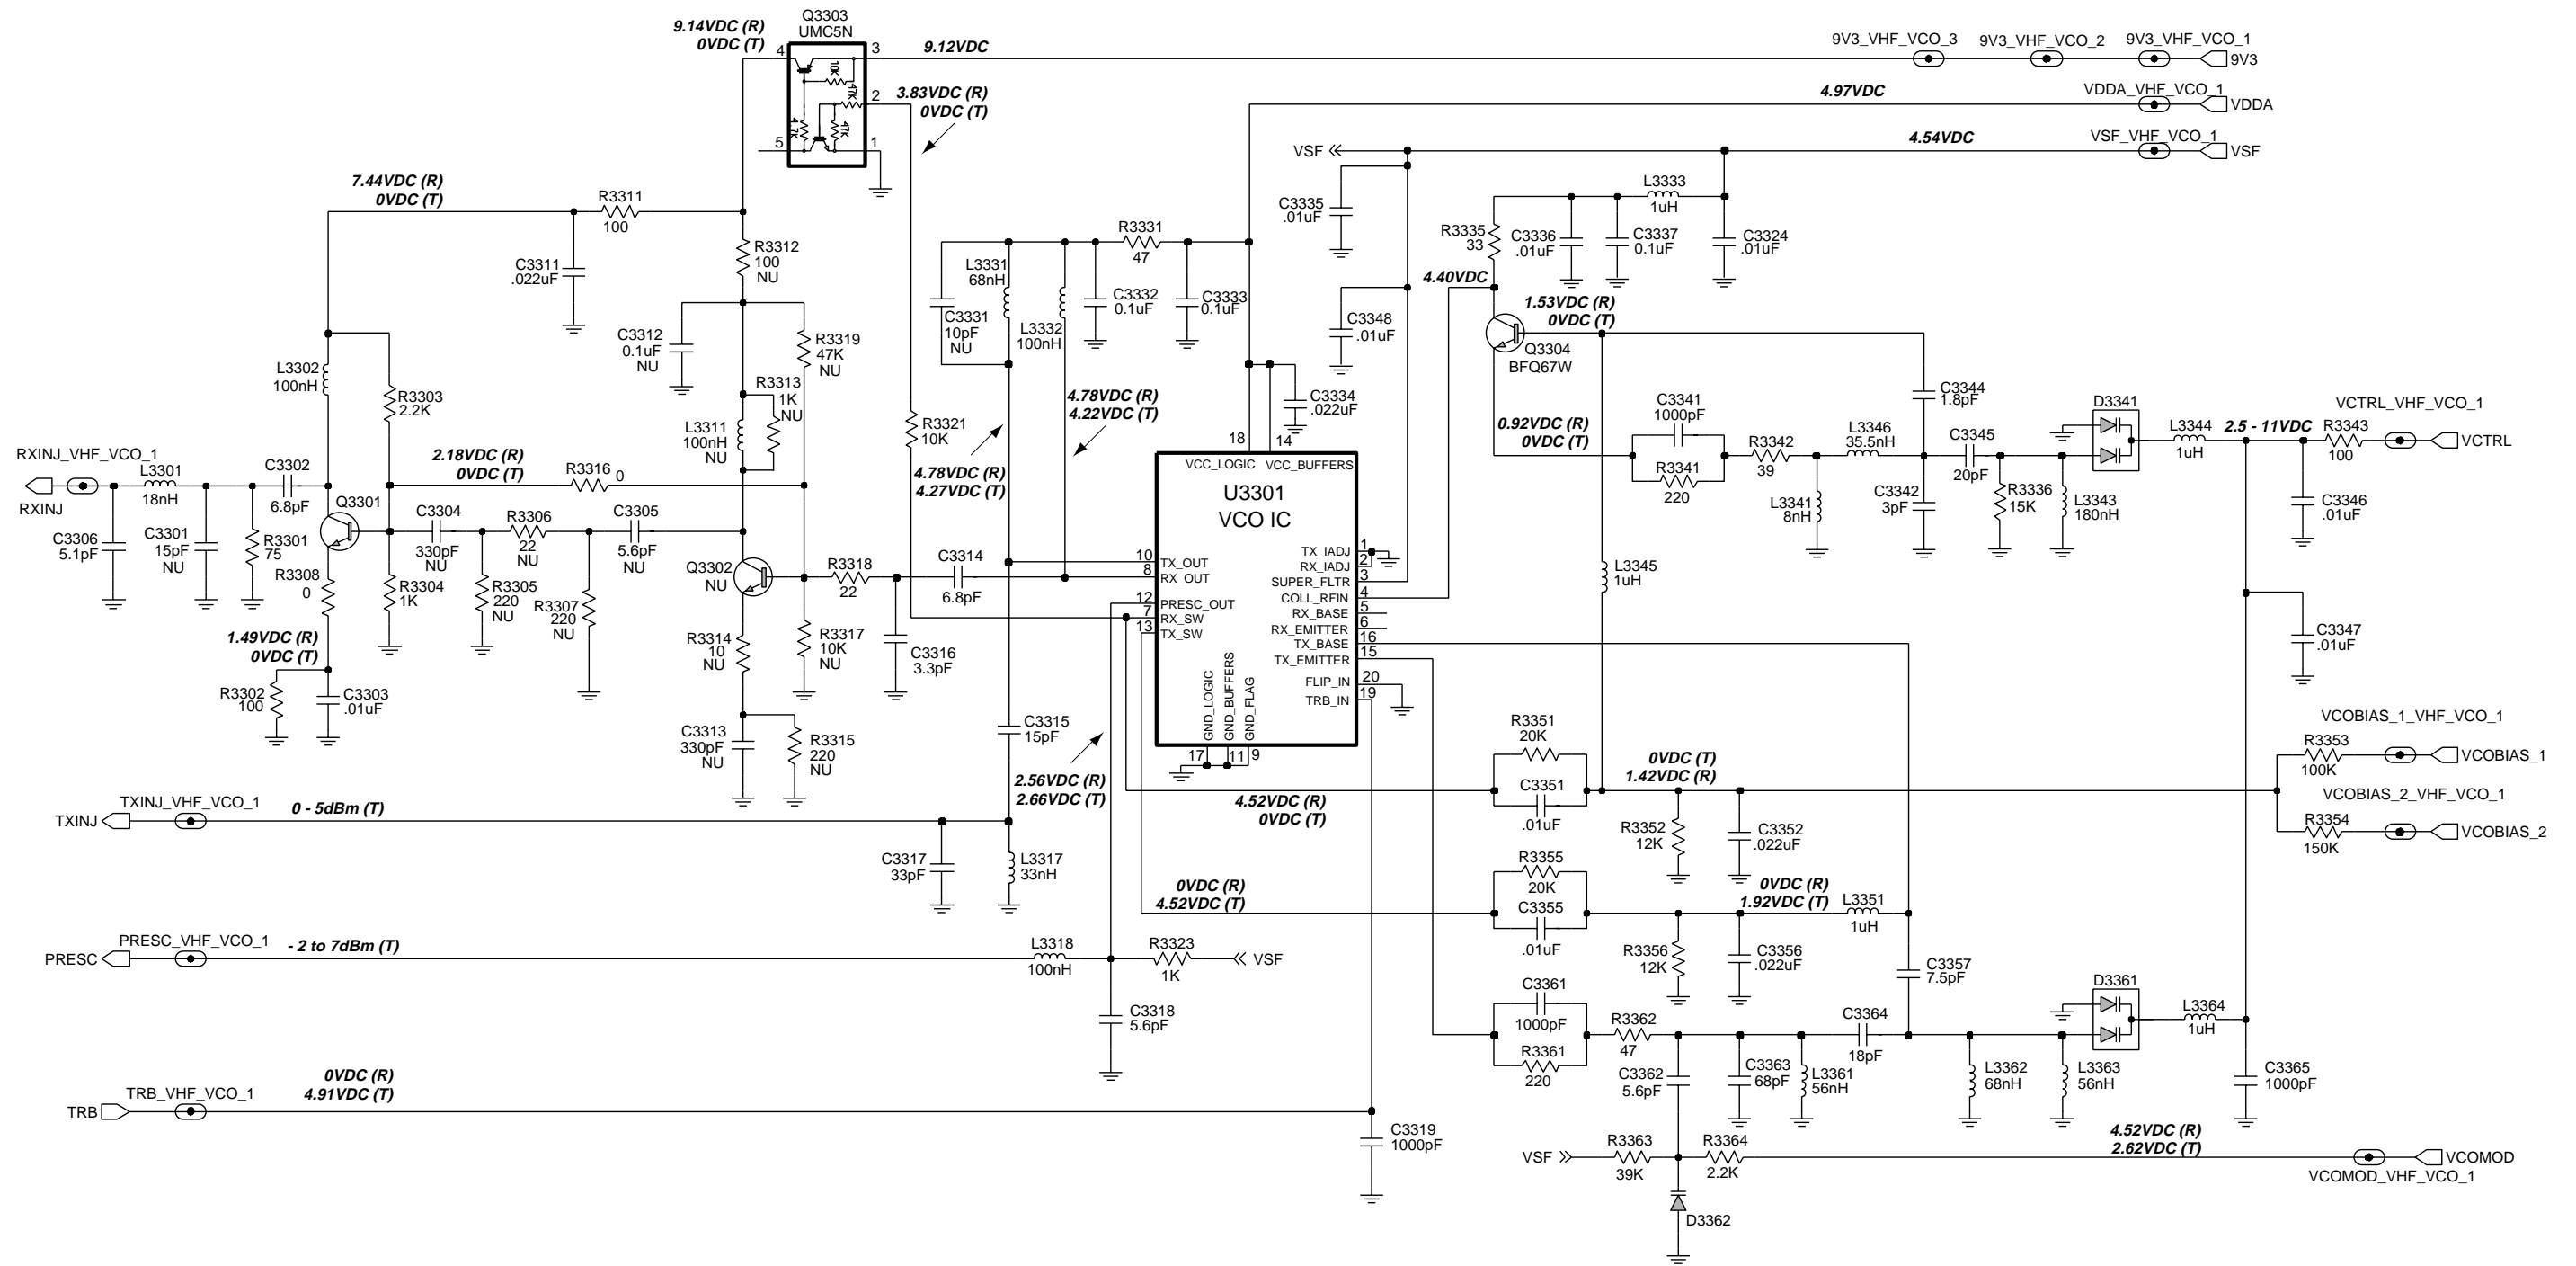 Q3303
UMC5N
9.14VDC (R)
0VDC (T)
4
3
9.12VDC
10K
47K
2
3.83VDC (R)
0VDC (T)
4.7K
47K
5
1
9V3_VHF_VCO_3
9V3_VHF_VCO_2
9V3_VHF_VCO_1
9V3
4.97VDC
VDDA_VHF_VCO_1
VDDA
VSF
4.54VDC
VSF_VHF_VCO_1
VSF
7.44VDC (R)
0VDC (T)
R3311
100
C3311
.022uF
R3312
100
NU
C3312
0.1uF
NU
R3319
47K
NU
R3313
1K
NU
L3311
100nH
NU
L3302
100nH
R3303
2.2K
2.18VDC (R)
0VDC (T)
R3316
0
RXINJ_VHF_VCO_1
RXINJ
L3301
18nH
C3302
6.8pF
Q3301
C3306
5.1pF
C3301
15pF
NU
R3301
75
R3308
0
C3304
330pF
NU
R3306
22
NU
C3305
5.6pF
NU
R3304
1K
R3305
220
NU
R3307
220
NU
1.49VDC (R)
0VDC (T)
R3302
100
C3303
.01uF
Q3302
NU
R3318
22
C3314
6.8pF
R3314
10
NU
R3317
10K
NU
C3316
3.3pF
C3313
330pF
NU
R3315
220
NU
R3321
10K
L3331
68nH
C3331
10pF
NU
L3332
100nH
C3332
0.1uF
R3331
47
C3333
0.1uF
4.78VDC (R)
4.22VDC (T)
4.78VDC (R)
4.27VDC (T)
C3334
.022uF
C3335
.01uF
C3348
.01uF
R3335
33
C3336
.01uF
C3337
0.1uF
L3333
1uH
C3324
.01uF
4.40VDC
1.53VDC (R)
0VDC (T)
Q3304
BFQ67W
0.92VDC (R)
0VDC (T)
C3341
1000pF
R3341
220
R3342
39
L3341
8nH
L3346
35.5nH
C3344
1.8pF
C3342
3pF
C3345
20pF
R3336
15K
L3343
180nH
D3341
L3344
1uH
2.5 - 11VDC
VCTRL_VHF_VCO_1
R3343
100
VCTRL
C3346
.01uF
C3347
.01uF
L3345
1uH
18
14
VCC_LOGIC
VCC_BUFFERS
U3301
VCO IC
10
TX_OUT
8
RX_OUT
12
PRESC_OUT
7
RX_SW
13
TX_SW
TX_IADJ
1
RX_IADJ
2
SUPER_FLTR
3
COLL_RFIN
4
RX_BASE
5
RX_EMITTER
6
TX_BASE
16
TX_EMITTER
15
FLIP_IN
20
TRB_IN
19
GND_LOGIC
GND_BUFFERS
GND_FLAG
17
11
9
C3315
15pF
2.56VDC (R)
2.66VDC (T)
4.52VDC (R)
0VDC (T)
R3351
20K
C3351
.01uF
0VDC (T)
1.42VDC (R)
R3352
12K
C3352
.022uF
VCOBIAS_1_VHF_VCO_1
R3353
100K
VCOBIAS_1
VCOBIAS_2_VHF_VCO_1
R3354
150K
VCOBIAS_2
TXINJ_VHF_VCO_1
TXINJ
0 - 5dBm (T)
C3317
33pF
L3317
33nH
0VDC (R)
4.52VDC (T)
R3355
20K
C3355
.01uF
0VDC (R)
1.92VDC (T)
L3351
1uH
R3356
12K
C3356
.022uF
C3357
7.5pF
PRESC_VHF_VCO_1
PRESC
- 2 to 7dBm (T)
L3318
100nH
R3323
1K
VSF
C3318
5.6pF
C3361
1000pF
R3361
220
R3362
47
C3362
5.6pF
C3363
68pF
L3361
56nH
C3364
18pF
L3362
68nH
L3363
56nH
D3361
L3364
1uH
C3365
1000pF
TRB_VHF_VCO_1
TRB
0VDC (R)
4.91VDC (T)
C3319
1000pF
VSF
R3363
39K
R3364
2.2K
D3362
4.52VDC (R)
2.62VDC (T)
VCOMOD
VCOMOD_VHF_VCO_1